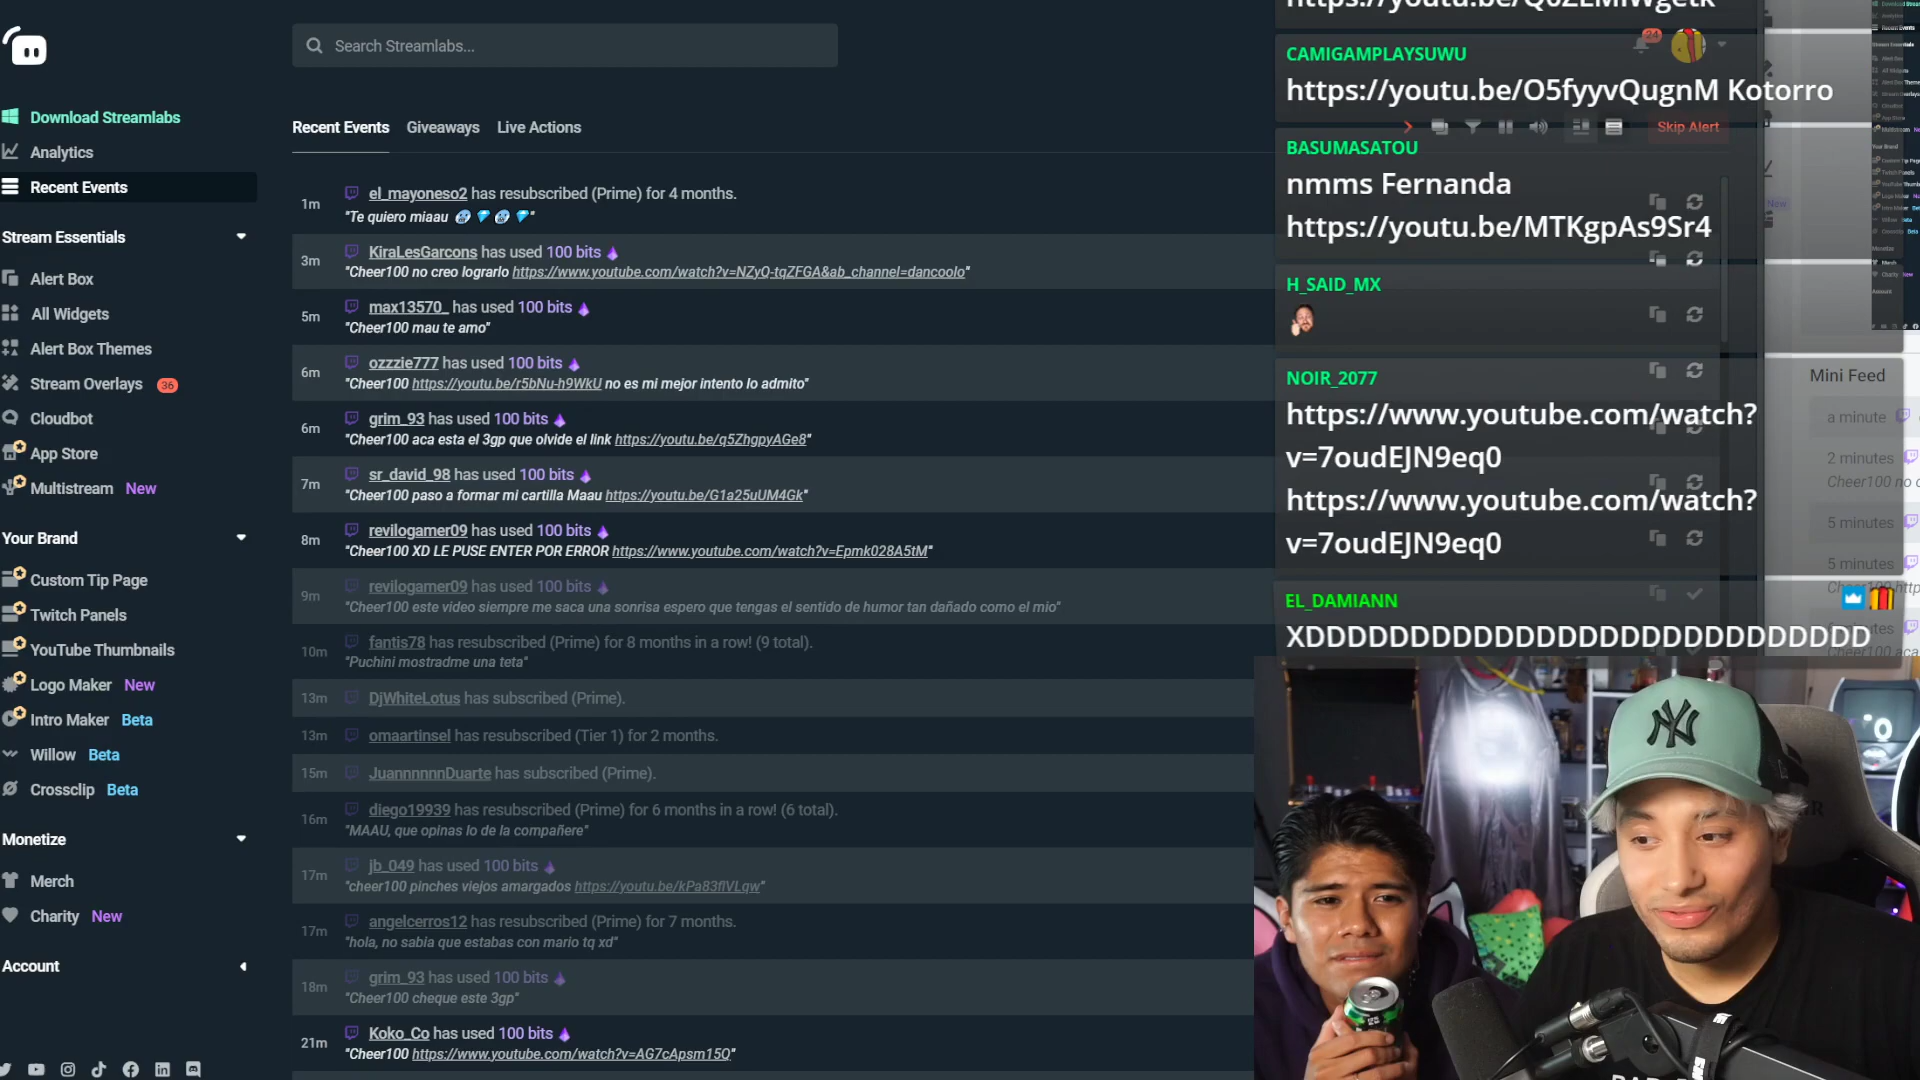 Search Streamlabs...
Download Streamlabs
Analytics
Recent Events
Stream Essentials
Alert Box
All Widgets
Alert Box Themes
Stream Overlays 36
Cloudbot
App Store
Multistream New
Your Brand
Custom Tip Page
Twitch Panels
YouTube Thumbnails
Logo Maker New
Intro Maker Beta
Willow Beta
Crossclip Beta
Monetize
Merch
Charity New
Account
Recent Events Giveaways Live Actions
1m el_mayoneso2 has resubscribed (Prime) for 4 months.
"Te quiero miaau 🥶 💎 🥶 💎"
3m KiraLesGarcons has used 100 bits
"Cheer100 no creo lograrlo https://www.youtube.com/watch?v=NZyQ-tqZFGA&ab_channel=dancoolo"
5m max13570_ has used 100 bits
"Cheer100 mau te amo"
6m ozzzie777 has used 100 bits
"Cheer100 https://youtu.be/r5bNu-h9WkU no es mi mejor intento lo admito"
6m grim_93 has used 100 bits
"Cheer100 aca esta el 3gp que olvide el link https://youtu.be/q5ZhgpyAGe8"
7m sr_david_98 has used 100 bits
"Cheer100 paso a formar mi cartilla Maau https://youtu.be/G1a25uUM4Gk"
8m revilogamer09 has used 100 bits
"Cheer100 XD LE PUSE ENTER POR ERROR https://www.youtube.com/watch?v=Epmk028A5tM"
9m revilogamer09 has used 100 bits
"Cheer100 este video siempre me saca una sonrisa espero que tengas el sentido de humor tan dañado como el mio"
10m fantis78 has resubscribed (Prime) for 8 months in a row! (9 total).
"Puchini mostradme una teta"
13m DjWhiteLotus has subscribed (Prime).
13m omaartinsel has resubscribed (Tier 1) for 2 months.
15m JuannnnnnDuarte has subscribed (Prime).
16m diego19939 has resubscribed (Prime) for 6 months in a row! (6 total).
"MAAU, que opinas lo de la compañere"
17m jb_049 has used 100 bits
"cheer100 pinches viejos amargados https://youtu.be/kPa83flVLqw"
17m angelcerros12 has resubscribed (Prime) for 7 months.
"hola, no sabia que estabas con mario tq xd"
18m grim_93 has used 100 bits
"Cheer100 cheque este 3gp"
21m Koko_Co has used 100 bits
"Cheer100 https://www.youtube.com/watch?v=AG7cApsm15Q"
24
CAMIGAMPLAYSUWU
https://youtu.be/O5fyyvQugnM Kotorro
Skip Alert
BASUMASATOU
nmms Fernanda
https://youtu.be/MTKgpAs9Sr4
H_SAID_MX
NOIR_2077
https://www.youtube.com/watch?
v=7oudEJN9eq0
https://www.youtube.com/watch?
v=7oudEJN9eq0
EL_DAMIANN
XDDDDDDDDDDDDDDDDDDDDDDDDDDD
Mini Feed
a minute
2 minutes
Cheer100 no c
5 minutes
5 minutes
NY